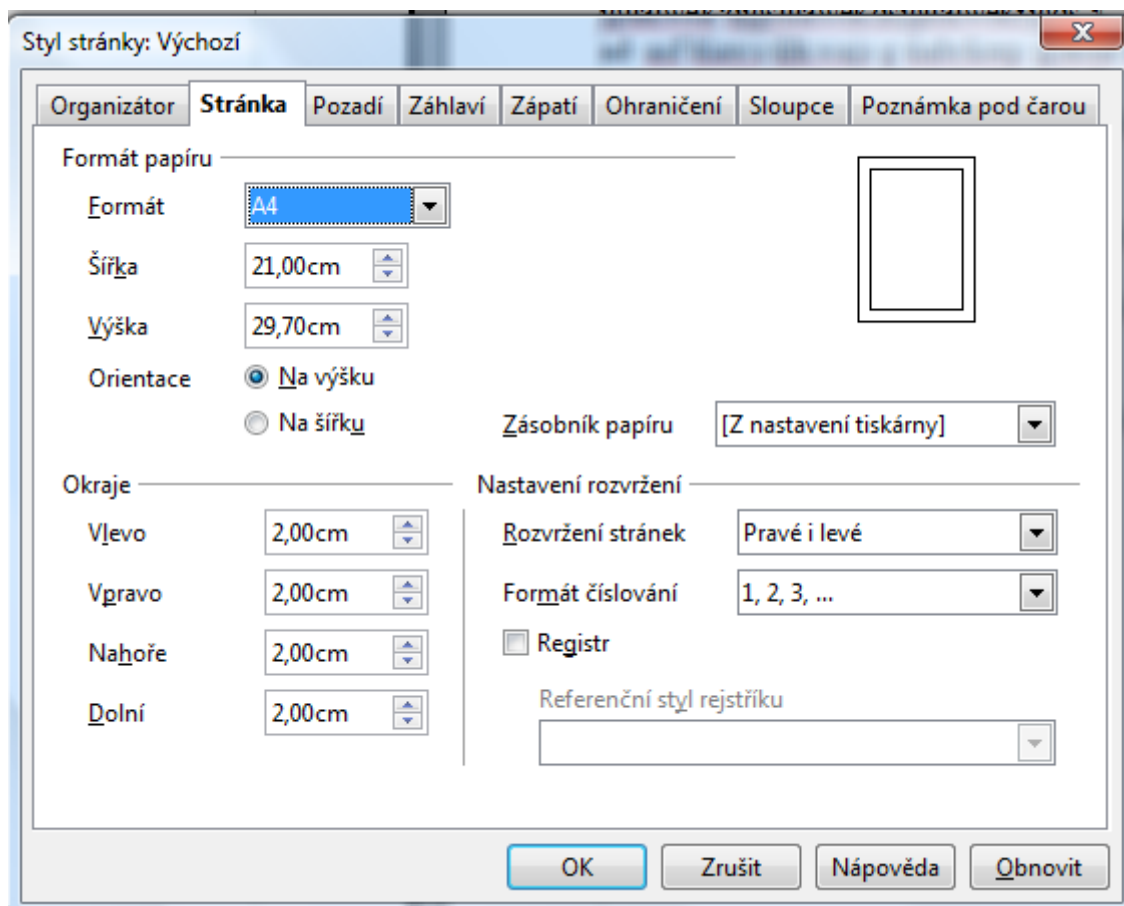 Styl stránky: Výchozí
Organizátor Stránka Pozadí Záhlaví Zápatí Ohraničení Sloupce Poznámka pod čarou
Formát papíru
Formát A4
Šířka 21,00cm
Výška 29,70cm
Orientace Na výšku
Na šířku Zásobník papíru [Z nastavení tiskárny]
Okraje Nastavení rozvržení
Vlevo 2,00cm Rozvržení stránek Pravé i levé
Vpravo 2,00cm Formát číslování 1, 2, 3, ...
Nahoře 2,00cm Registr
Dolní 2,00cm Referenční styl rejstříku
OK Zrušit Nápověda Obnovit